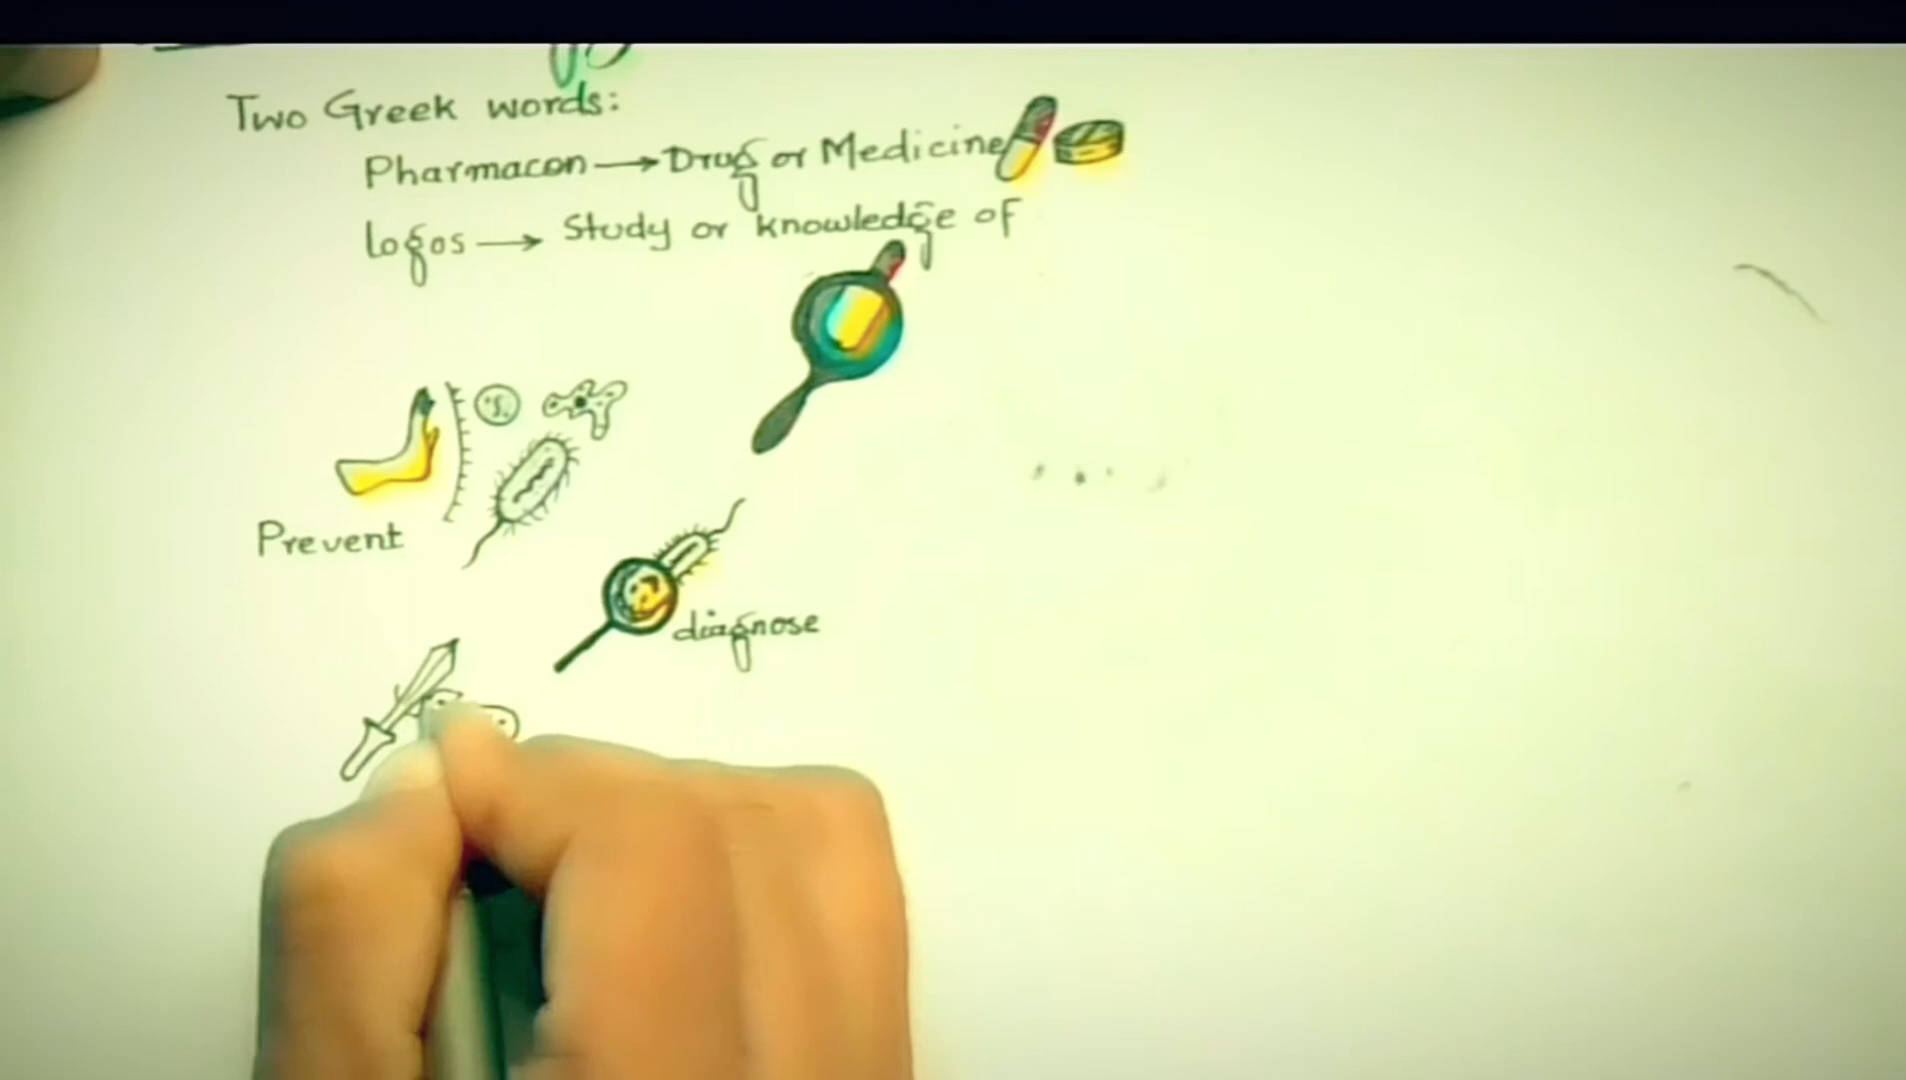 Two Greek words:
Pharmacon → Drug or Medicine
Logos → Study or knowledge of
Prevent
diagnose